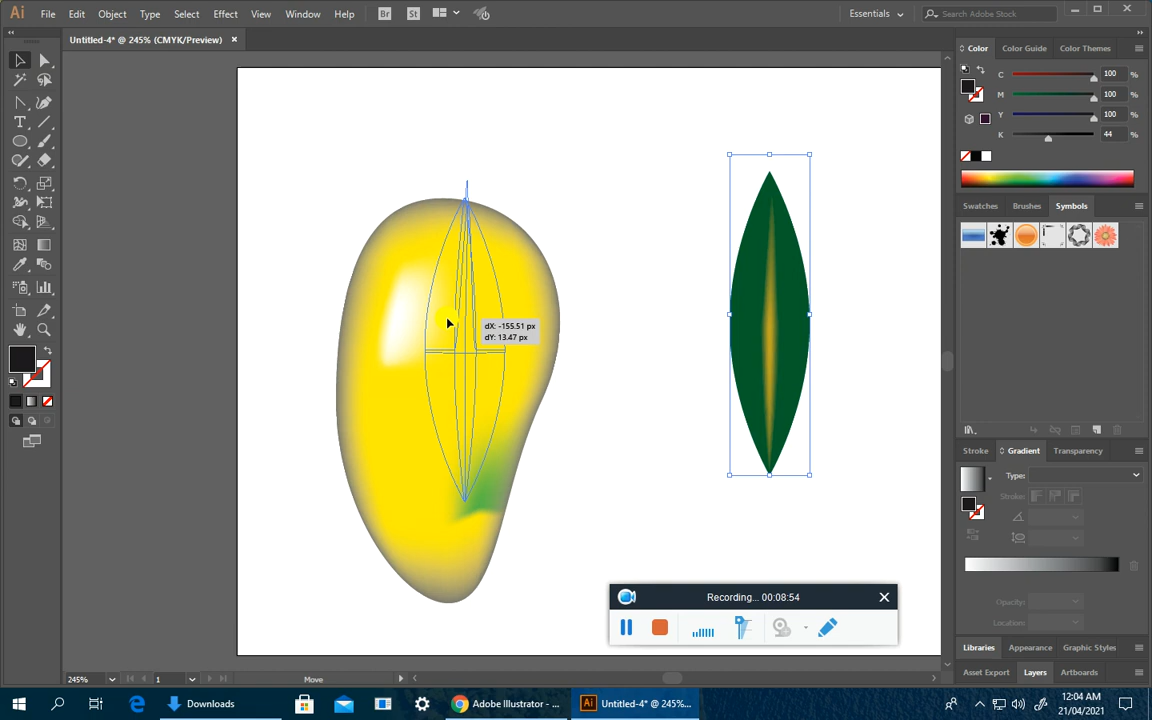 Ai File Edit Object Type Select Effect View Window Help Br St Essentials Search Adobe Stock
Untitled-4* @ 245% (CMYK/Preview) ×
Color Color Guide Color Themes
C 100 %
M 100 %
Y 100 %
K 44 %
Swatches Brushes Symbols
dX: -155.51 px
dY: 13.47 px
Stroke Gradient Transparency
Type:
Stroke:
Opacity:
Location:
Recording... 00:08:54
Libraries Appearance Graphic Styles
Asset Export Layers Artboards
245% 1 Move
Downloads Adobe Illustrator - ... Ai Untitled-4* @ 245%... 12:04 AM
21/04/2021